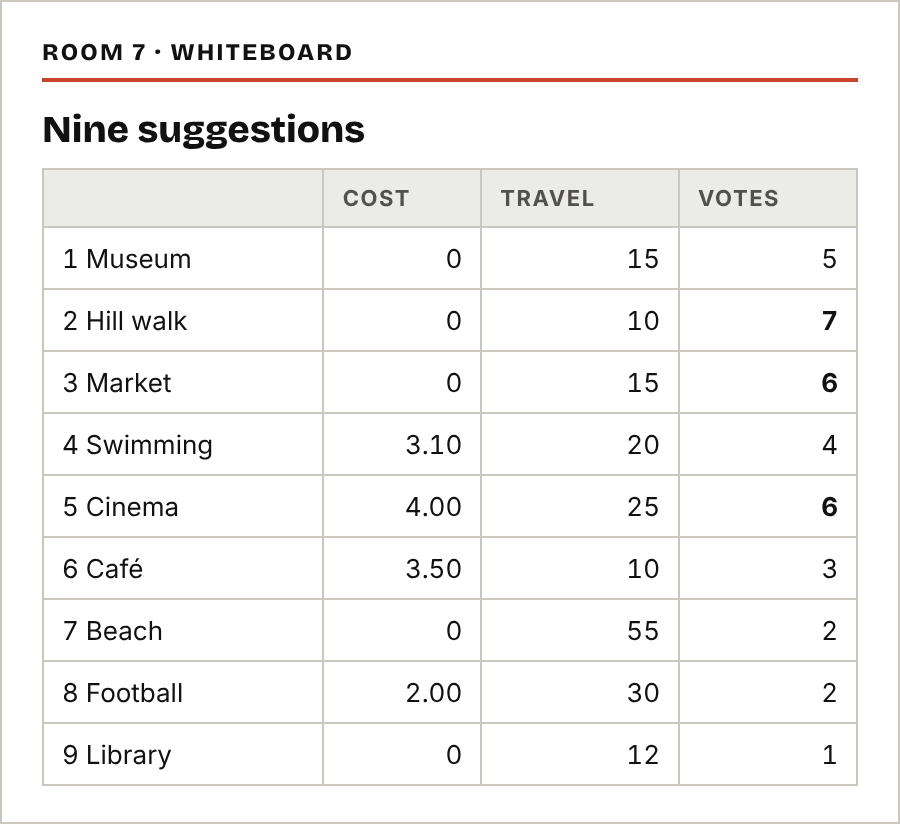 ROOM 7 · WHITEBOARD
Nine suggestions
COST TRAVEL VOTES
1 Museum 0 15 5
2 Hill walk 0 10 7
3 Market 0 15 6
4 Swimming 3.10 20 4
5 Cinema 4.00 25 6
6 Café 3.50 10 3
7 Beach 0 55 2
8 Football 2.00 30 2
9 Library 0 12 1